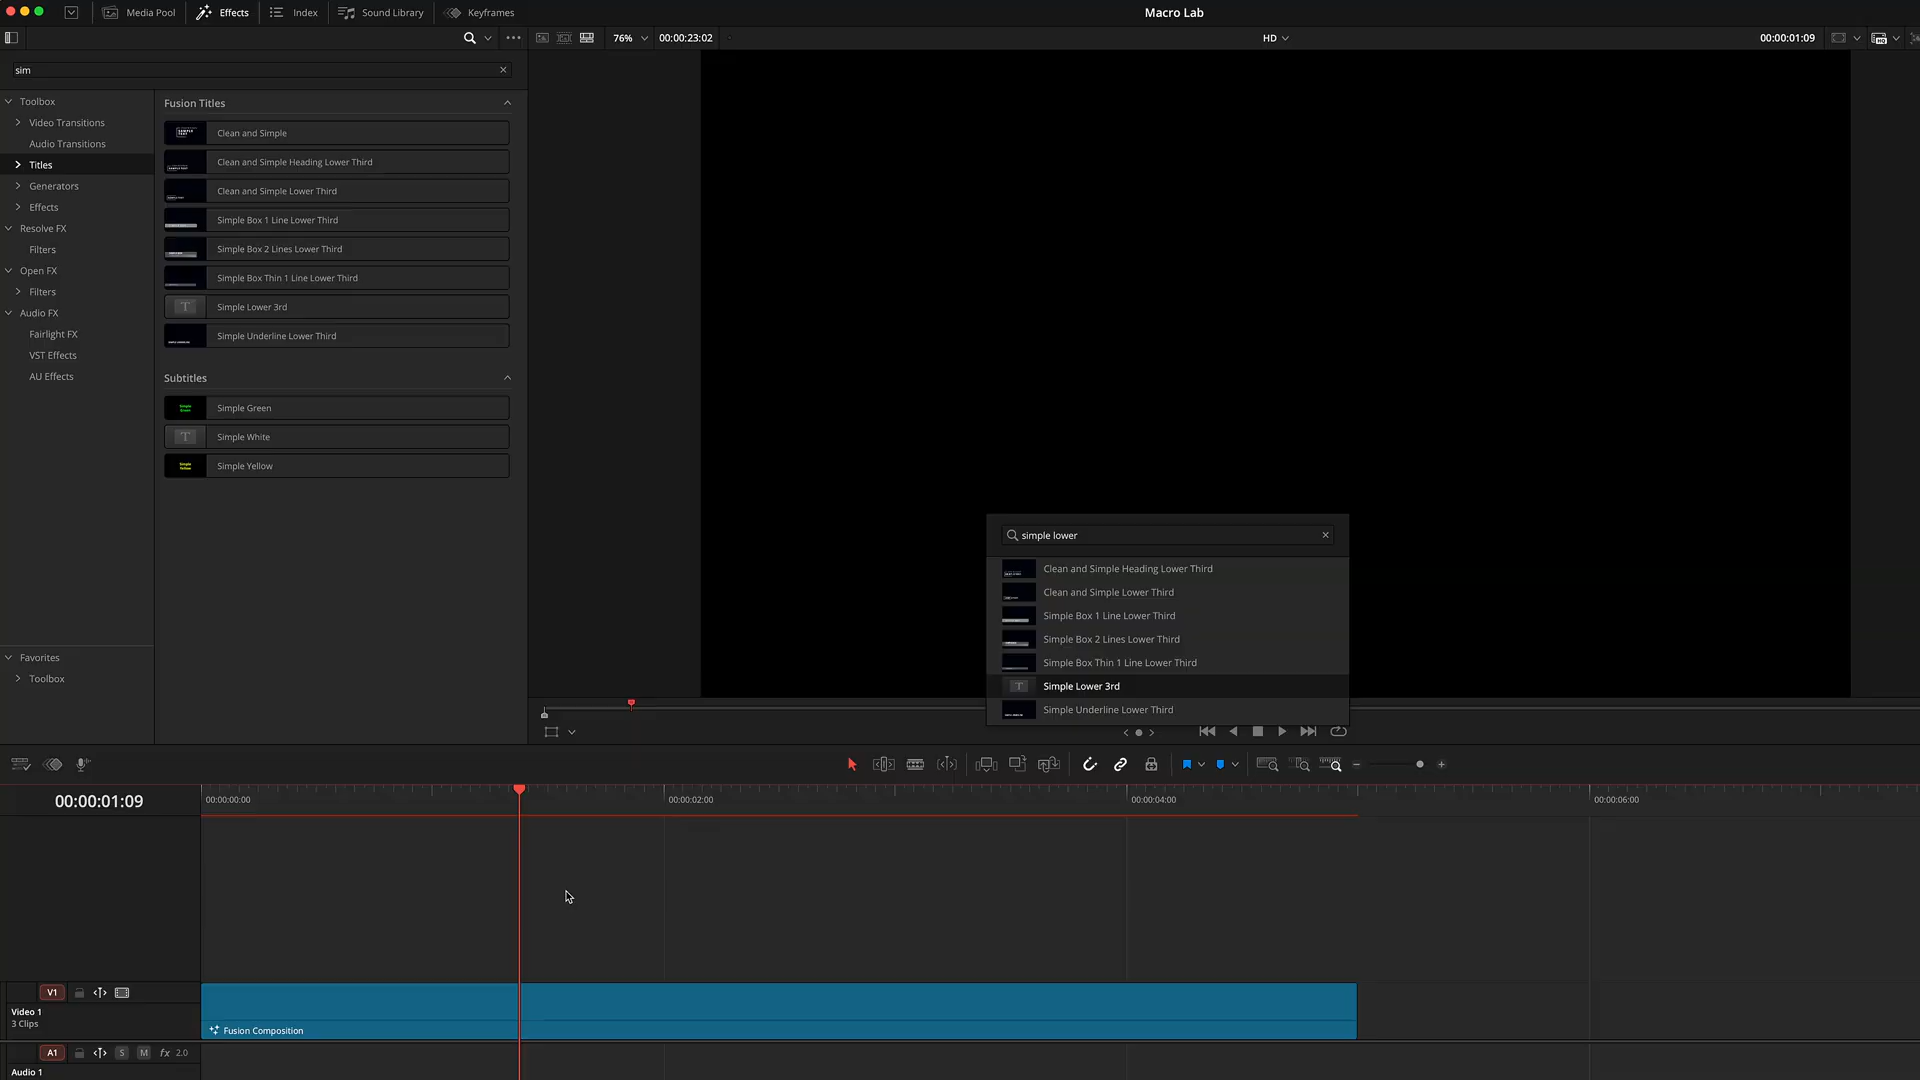 Media Pool
Effects
Index
Sound Library
Keyframes
Macro Lab
76%
00:00:23:02
HD
00:00:01:09
sim
Toolbox
Video Transitions
Audio Transitions
Titles
Generators
Effects
Resolve FX
Filters
Open FX
Filters
Audio FX
Fairlight FX
VST Effects
AU Effects
Favorites
Toolbox
Fusion Titles
Clean and Simple
Clean and Simple Heading Lower Third
Clean and Simple Lower Third
Simple Box 1 Line Lower Third
Simple Box 2 Lines Lower Third
Simple Box Thin 1 Line Lower Third
T
Simple Lower 3rd
Simple Underline Lower Third
Subtitles
Simple Green
Simple Green
T
Simple White
Simple Yellow
Simple Yellow
simple lower
Clean and Simple Heading Lower Third
Clean and Simple Lower Third
Simple Box 1 Line Lower Third
Simple Box 2 Lines Lower Third
Simple Box Thin 1 Line Lower Third
T
Simple Lower 3rd
Simple Underline Lower Third
00:00:01:09
00:00:00:00
00:00:02:00
00:00:04:00
00:00:06:00
V1
Video 1
3 Clips
Fusion Composition
A1
S
M
fx
2.0
Audio 1